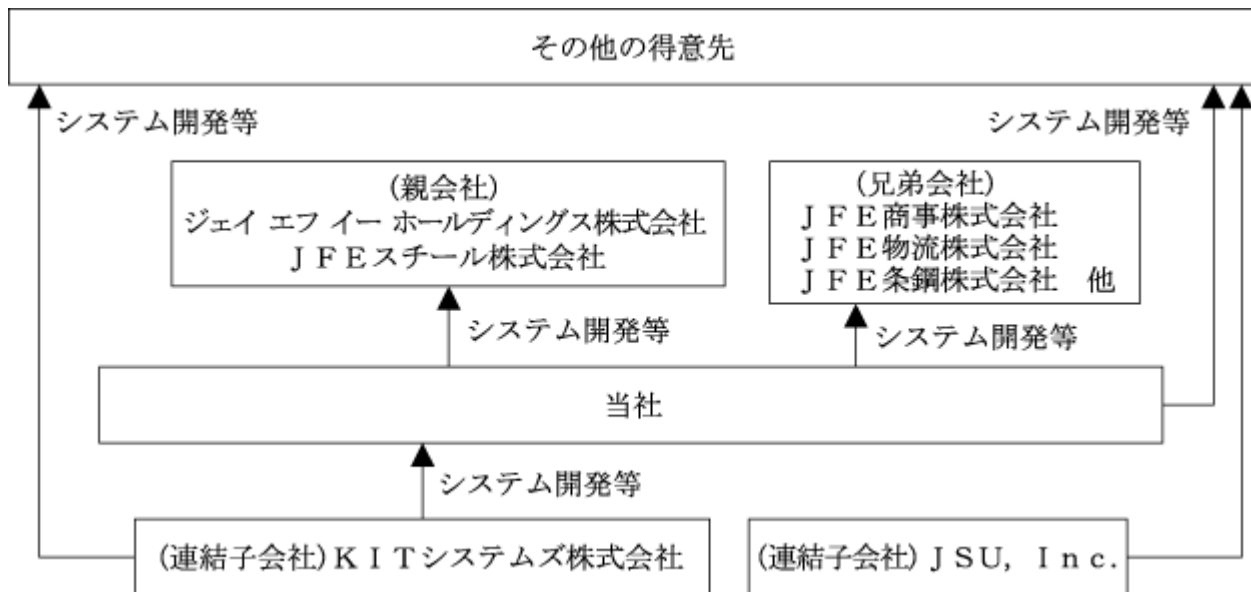 その他の得意先
システム開発等
システム開発等
(親会社)
ジェイ エフ イー ホールディングス株式会社
ＪＦＥスチール株式会社
(兄弟会社)
ＪＦＥ商事株式会社
ＪＦＥ物流株式会社
ＪＦＥ条鋼株式会社　他
システム開発等
システム開発等
当社
システム開発等
(連結子会社)ＫＩＴシステムズ株式会社
(連結子会社)ＪＳＵ，Ｉｎｃ.